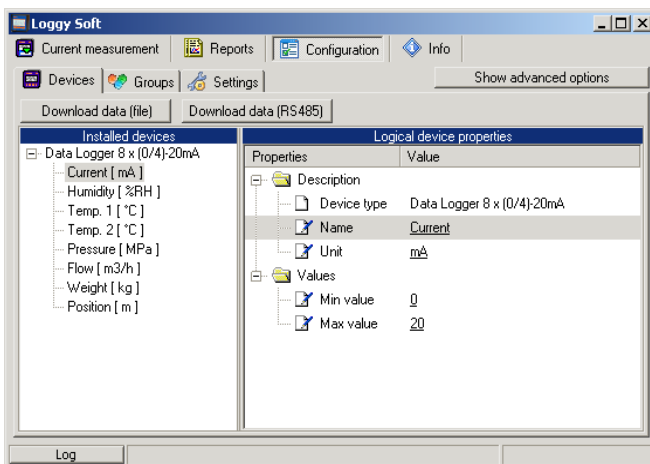 Loggy Soft
Current measurement Reports Configuration Info
Devices Groups Settings Show advanced options
Download data (file) Download data (RS485)
Installed devices Logical device properties
Data Logger 8 x (0/4)-20mA Properties Value
Current [ mA ] Description
Humidity [ %RH ] Device type Data Logger 8 x (0/4)-20mA
Temp. 1 [ °C ] Name Current
Temp. 2 [ °C ] Unit mA
Pressure [ MPa ] Values
Flow [ m3/h ] Min value 0
Weight [ kg ] Max value 20
Position [ m ]
Log